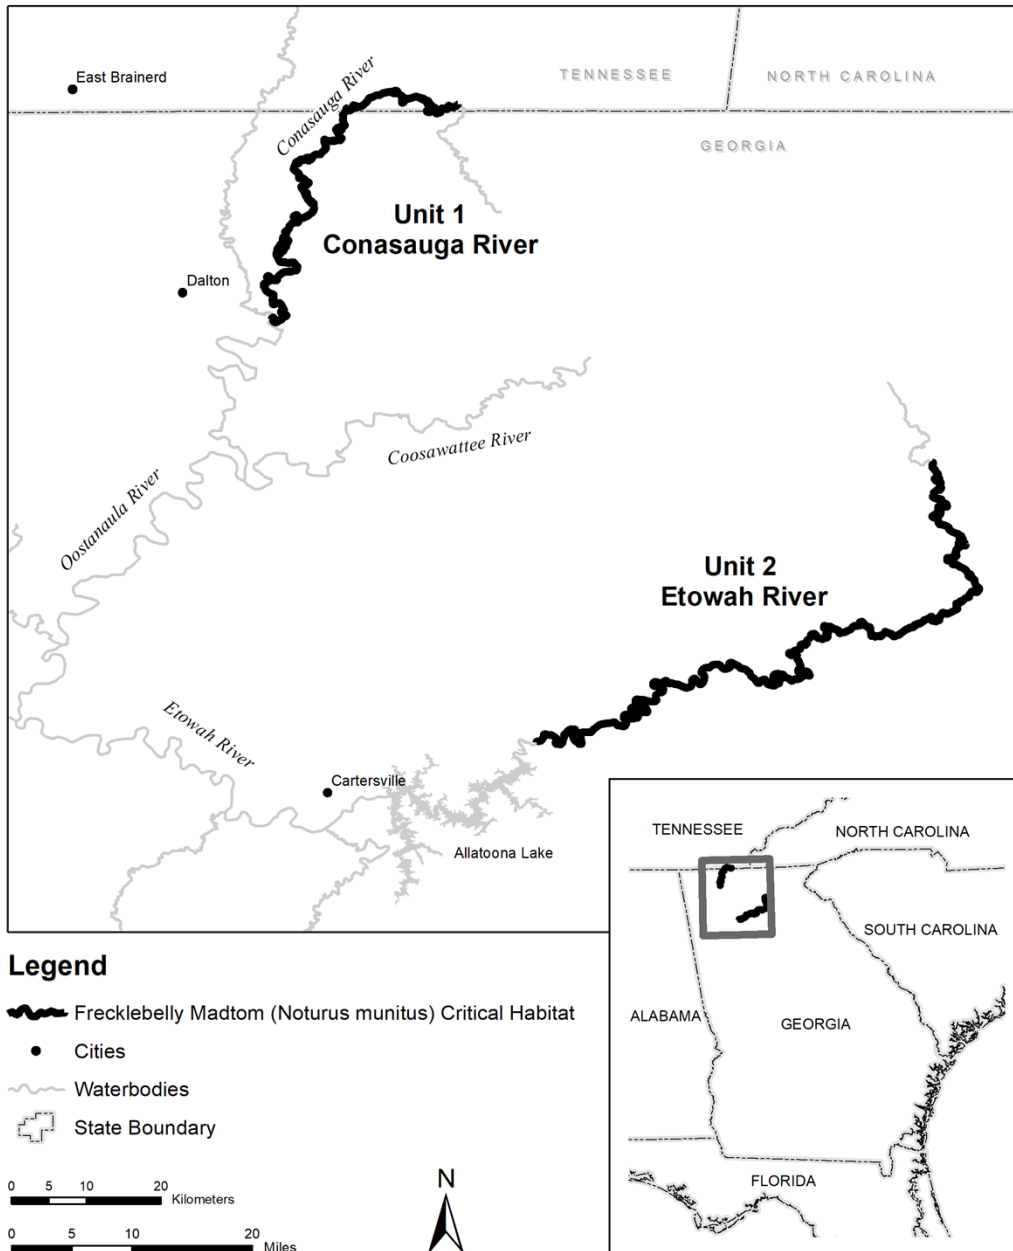 East Brainerd
TENNESSEE
NORTH CAROLINA
Conasauga River
GEORGIA
Unit 1
Conasauga River
Dalton
Coosawattee River
Oostanaula River
Unit 2
Etowah River
Etowah River
Cartersville
Allatoona Lake
TENNESSEE
NORTH CAROLINA
SOUTH CAROLINA
ALABAMA
GEORGIA
FLORIDA
Legend
Frecklebelly Madtom (Noturus munitus) Critical Habitat
Cities
Waterbodies
State Boundary
0 5 10 20
Kilometers
0 5 10 20
Miles
N